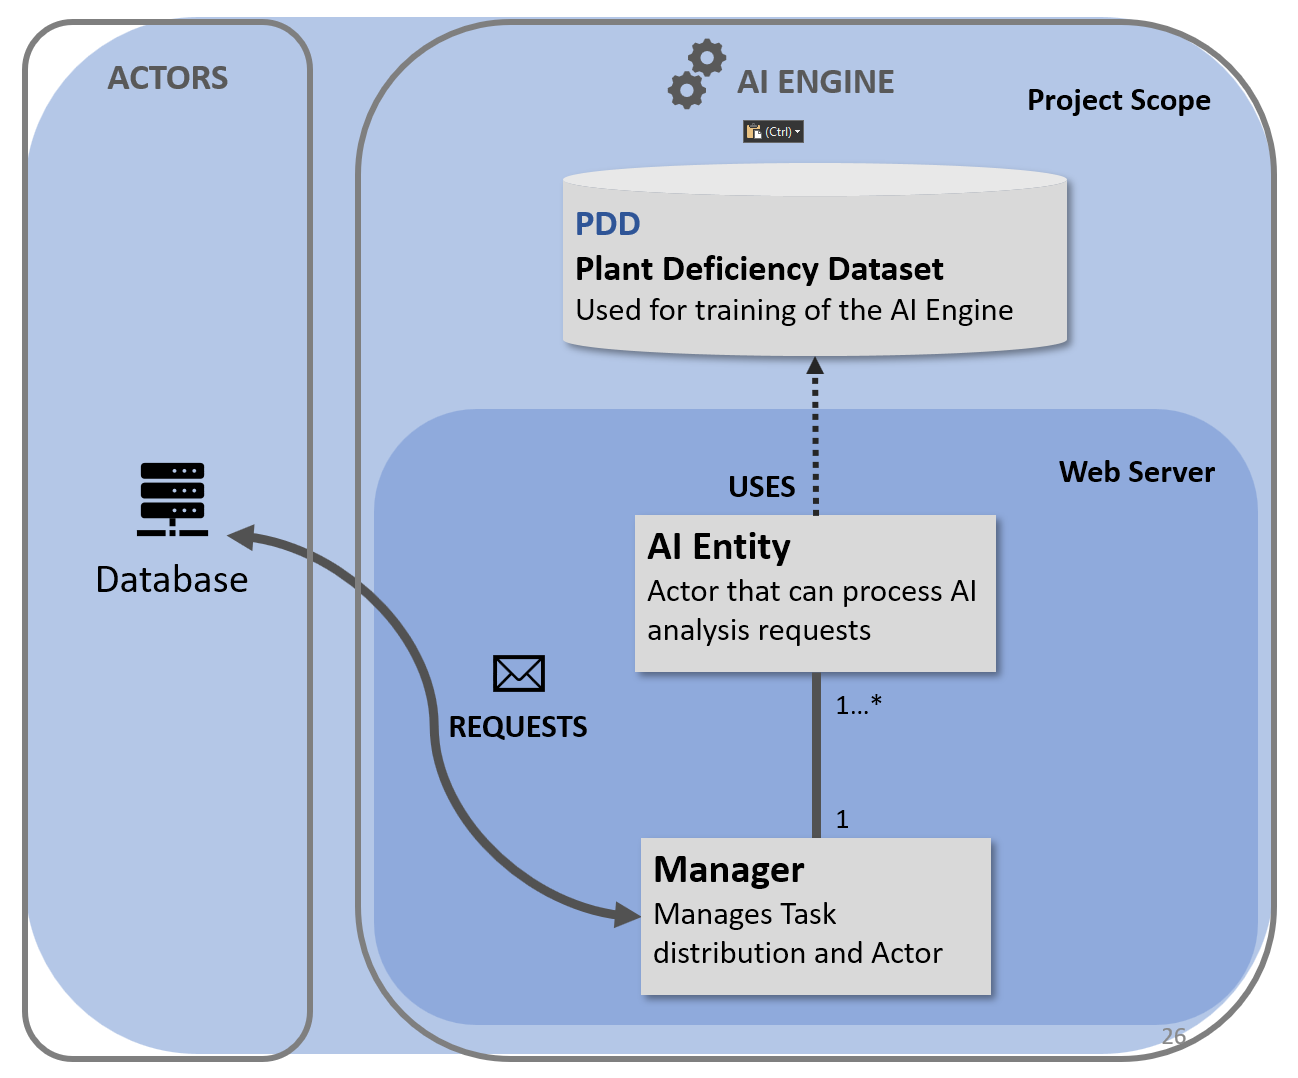 ACTORS
AI ENGINE
Project Scope
(Ctrl)
PDD
Plant Deficiency Dataset
Used for training of the AI Engine
Web Server
USES
AI Entity
Actor that can process AI
analysis requests
Database
REQUESTS
1...*
1
Manager
Manages Task
distribution and Actor
26